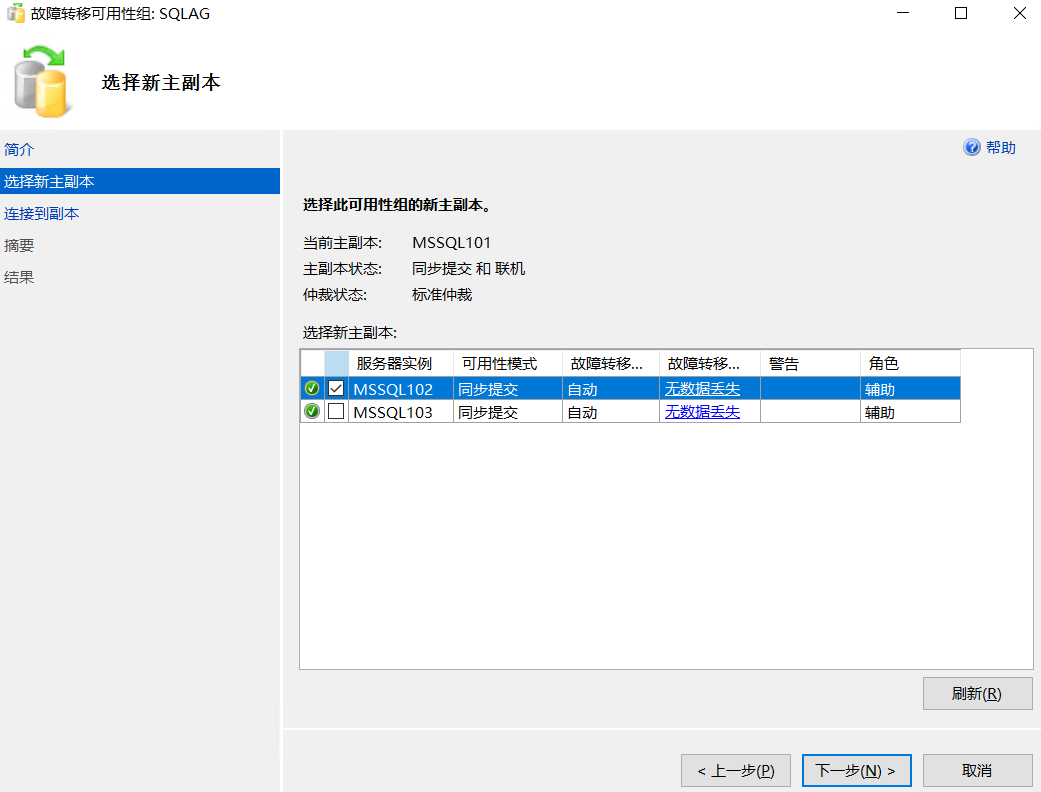 故障转移可用性组: SQLAG
选择新主副本
简介
选择新主副本
连接到副本
摘要
结果
帮助
选择此可用性组的新主副本。
当前主副本: MSSQL101
主副本状态: 同步提交 和 联机
仲裁状态: 标准仲裁
选择新主副本:
服务器实例 可用性模式 故障转移... 故障转移... 警告 角色
MSSQL102 同步提交 自动 无数据丢失 辅助
MSSQL103 同步提交 自动 无数据丢失 辅助
刷新(R)
< 上一步(P) 下一步(N) > 取消